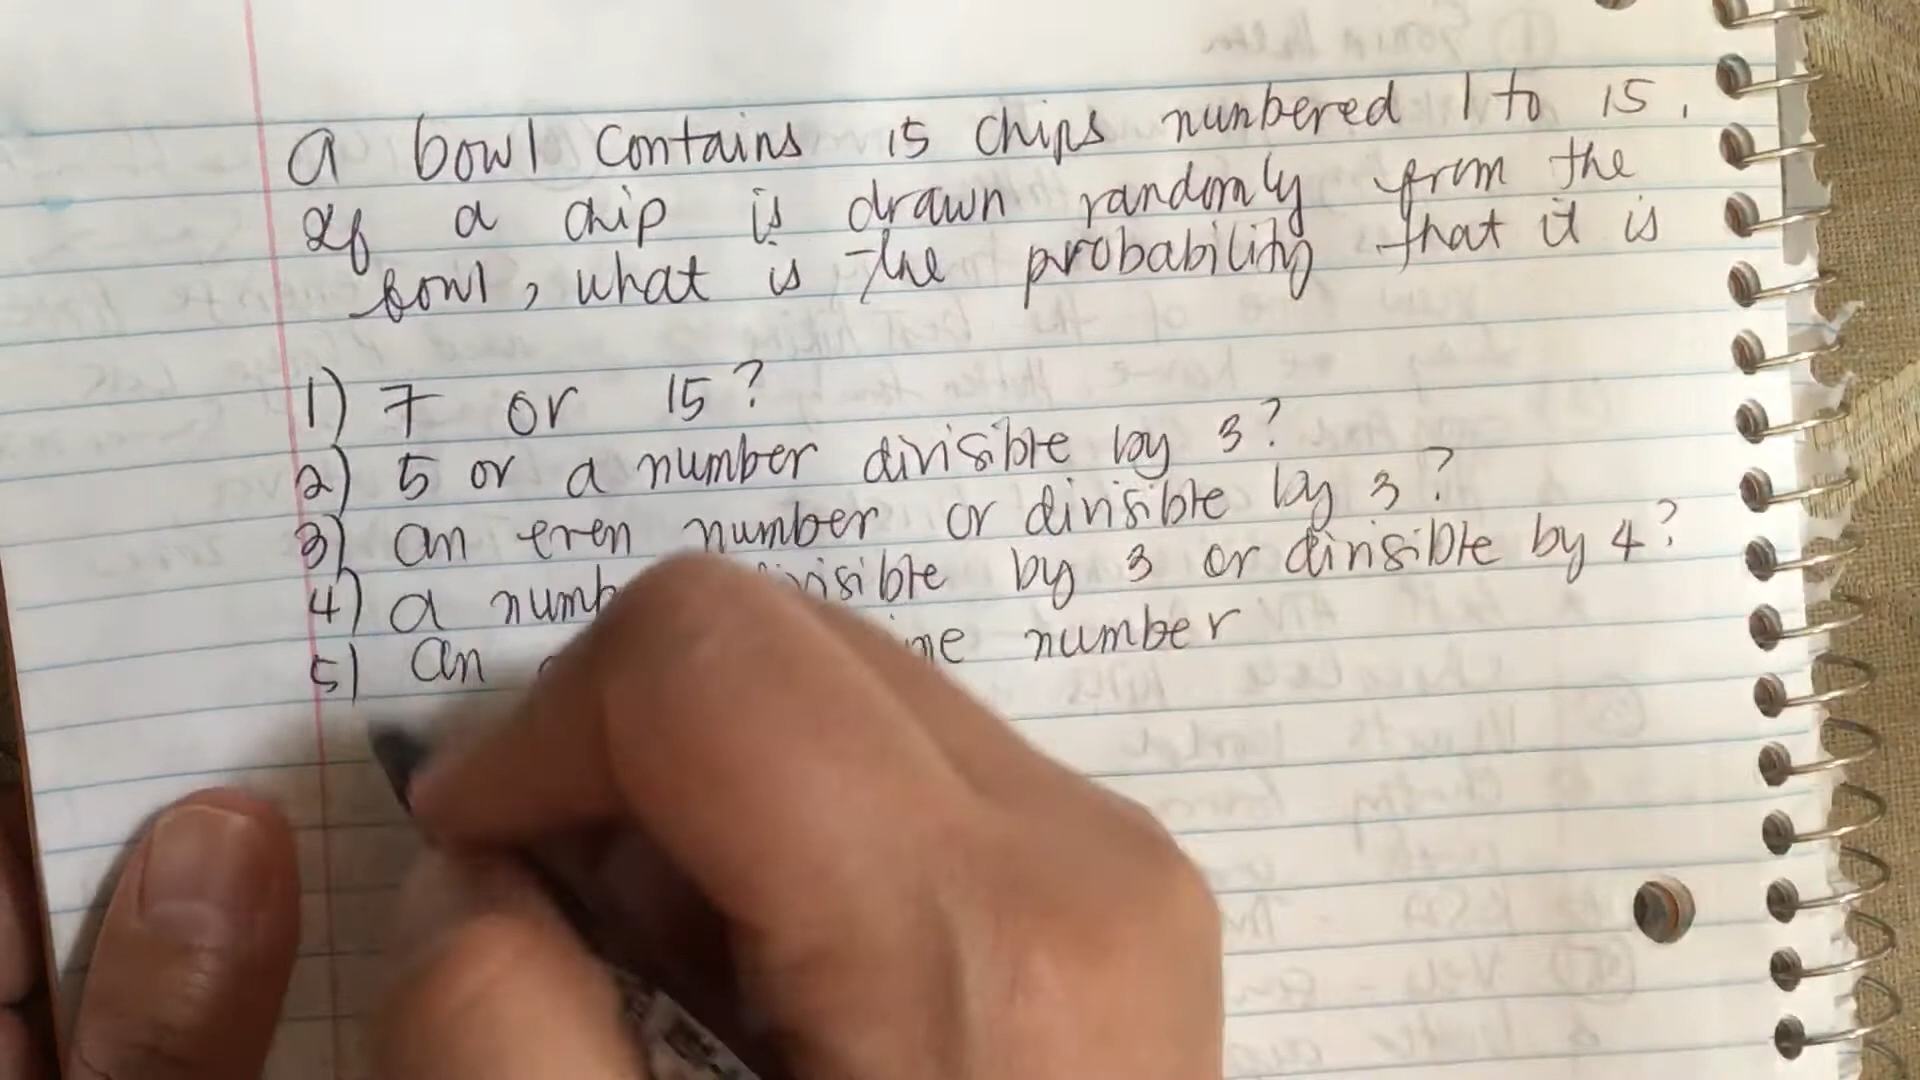 a bowl contains 15 chips numbered 1 to 15.
If a chip is drawn randomly from the
bowl, what is the probability that it is
1) 7 or 15?
2) 5 or a number divisible by 3?
3) an even number or divisible by 3?
4) a divisible by 3 or divisible by 4?
5) an number